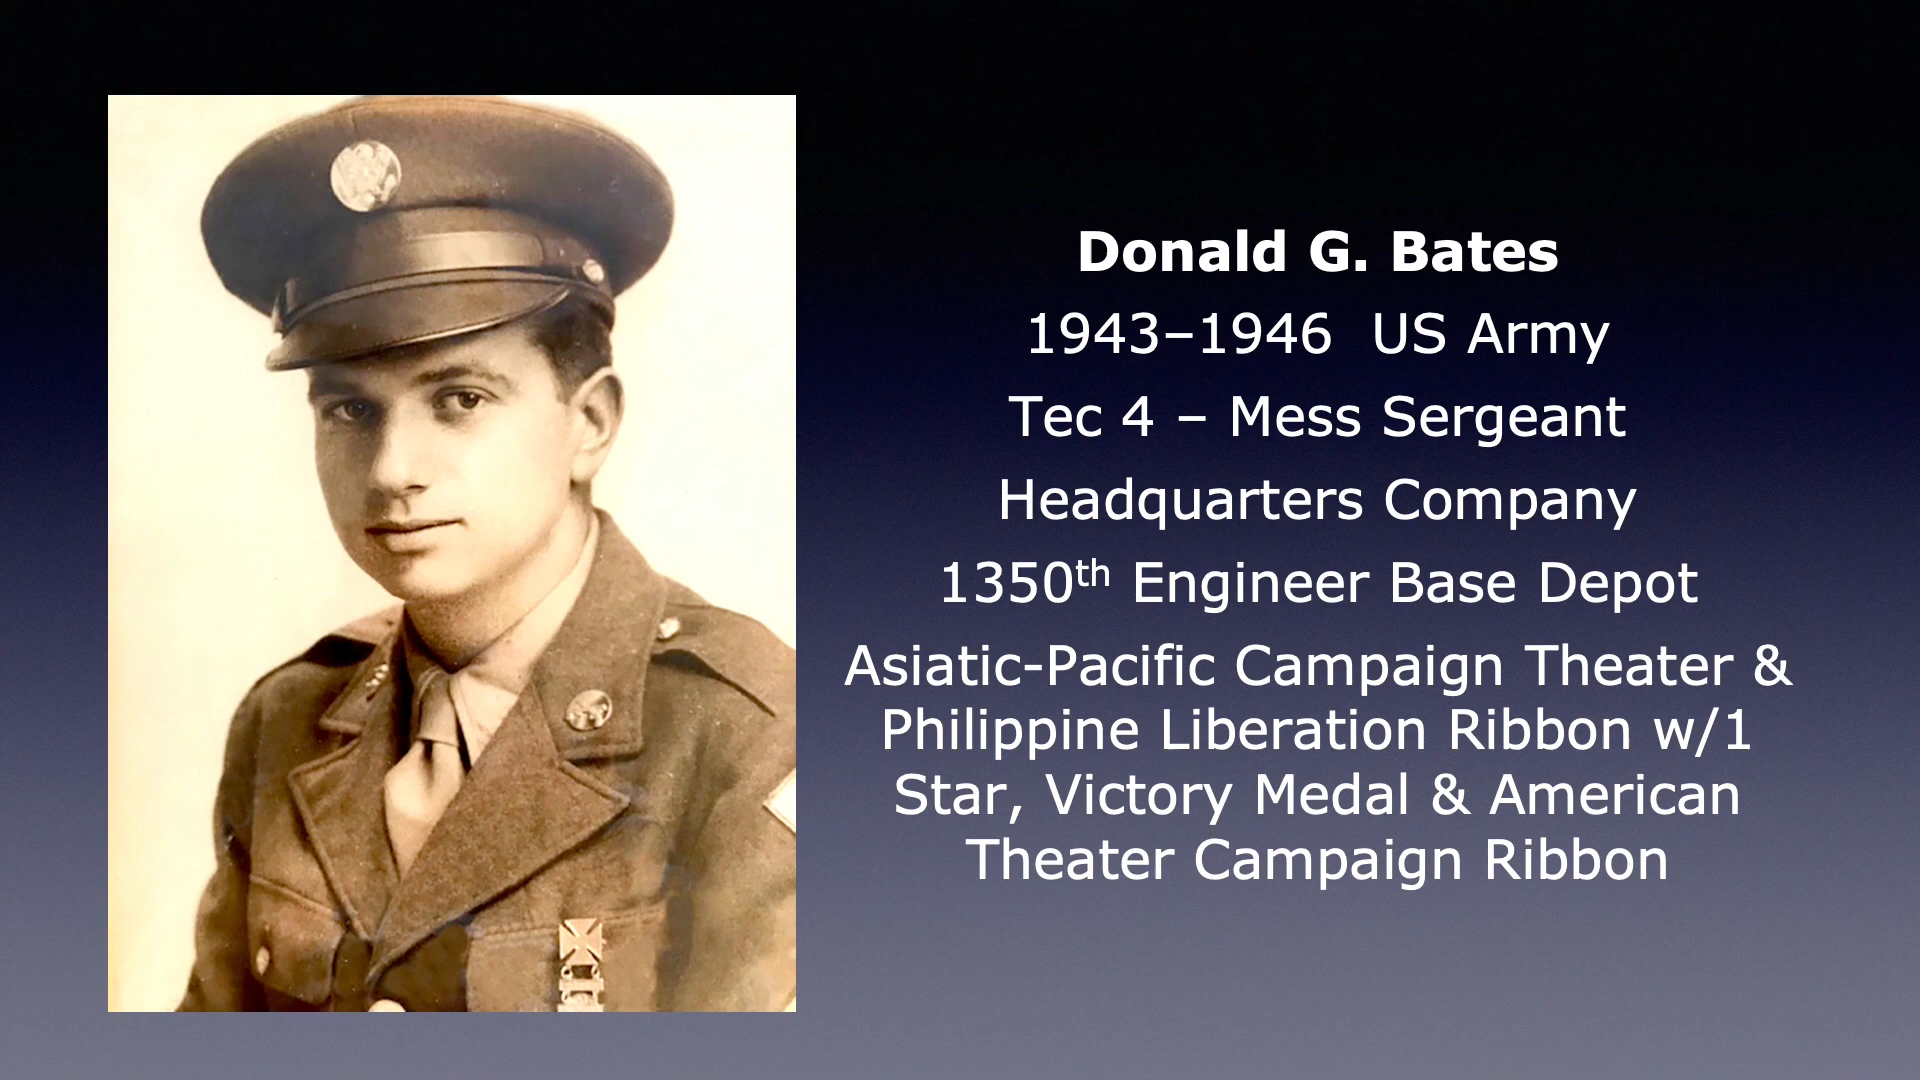 Donald G. Bates
1943–1946  US Army
Tec 4 – Mess Sergeant
Headquarters Company
1350th Engineer Base Depot
Asiatic-Pacific Campaign Theater &
Philippine Liberation Ribbon w/1
Star, Victory Medal & American
Theater Campaign Ribbon